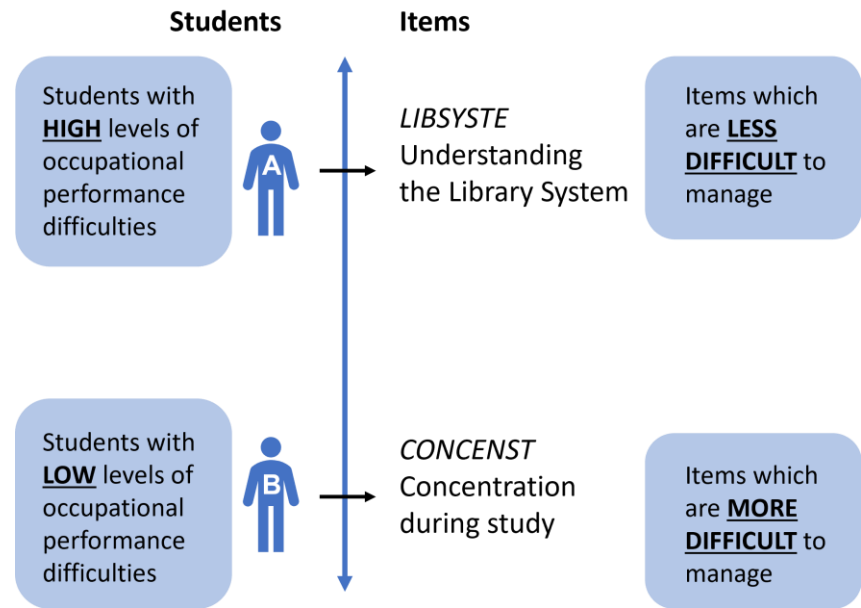 Students
Items
Students with
HIGH levels of
occupational
performance
difficulties
A
LIBSYSTE
Understanding
the Library System
Items which
are LESS
DIFFICULT to
manage
Students with
LOW levels of
occupational
performance
difficulties
B
CONCENST
Concentration
during study
Items which
are MORE
DIFFICULT to
manage